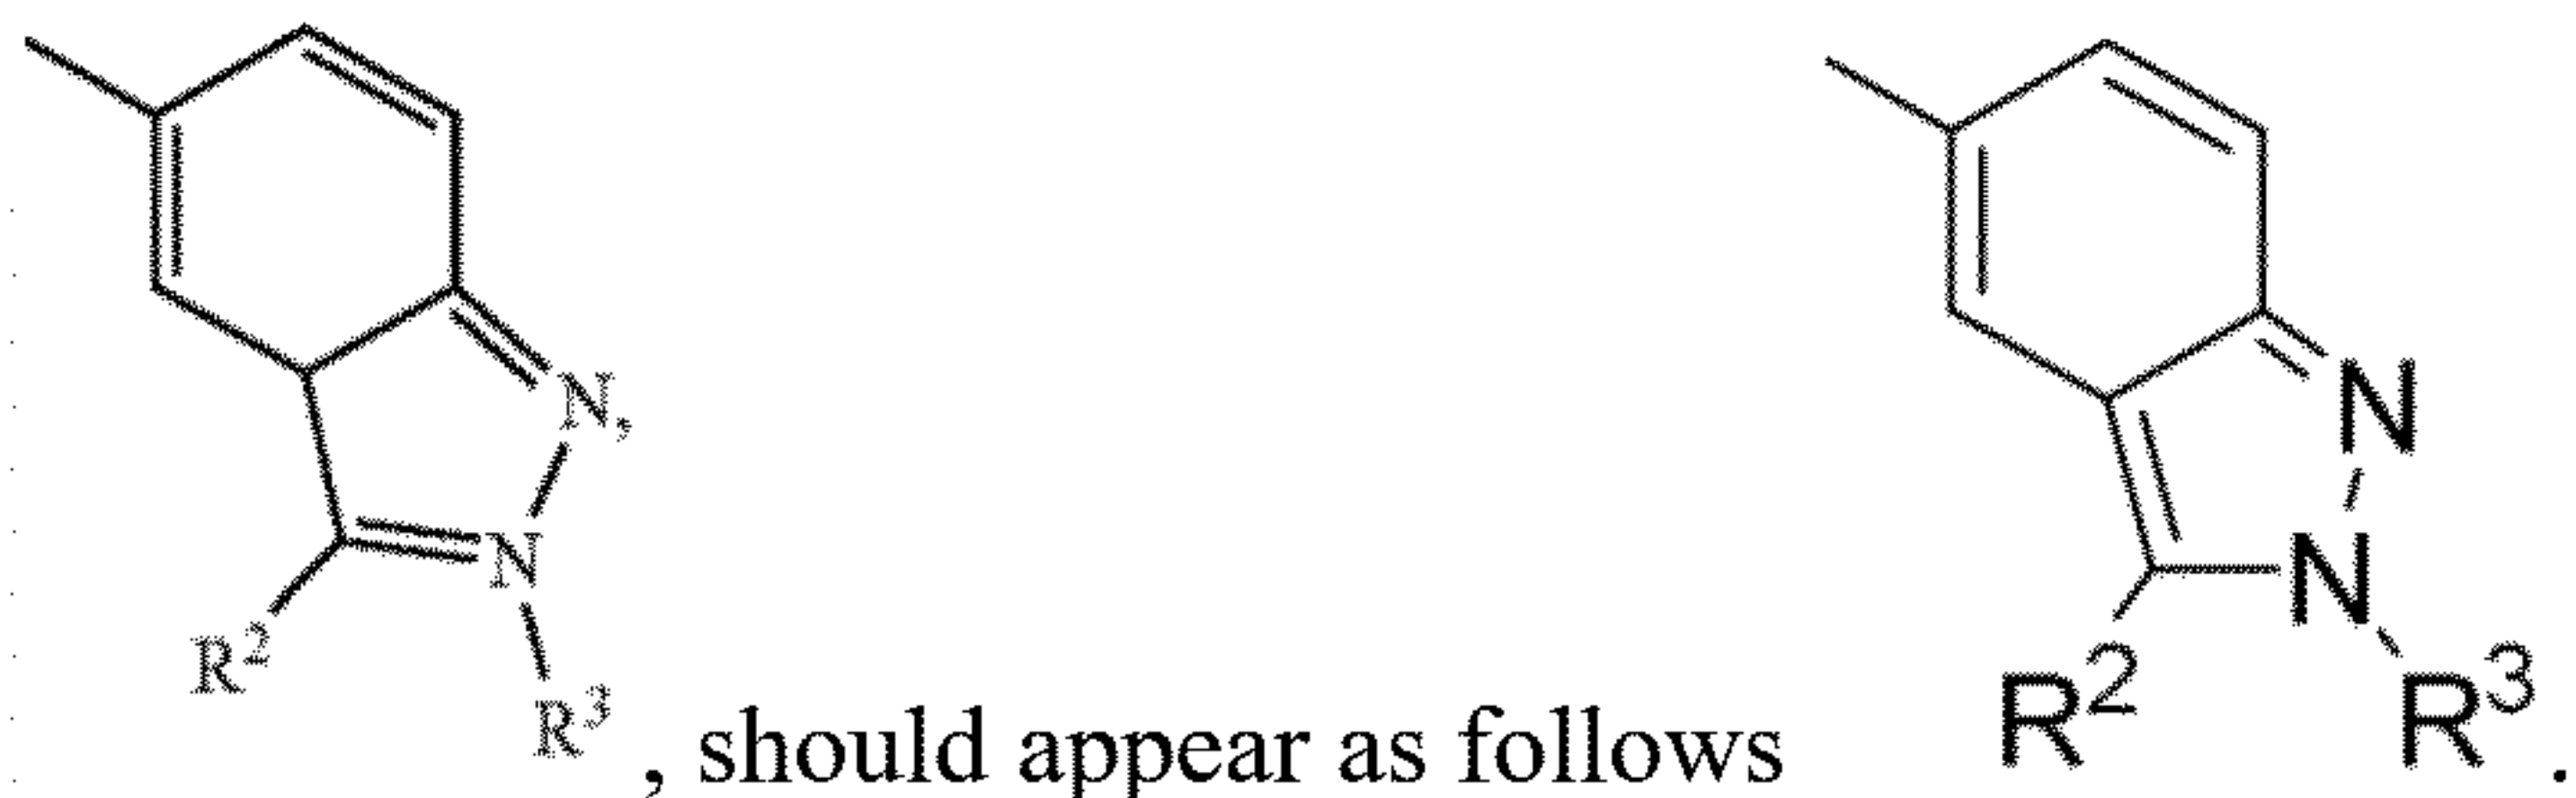 N,
N
R²
R³
, should appear as follows
N
N
R²
R³
.